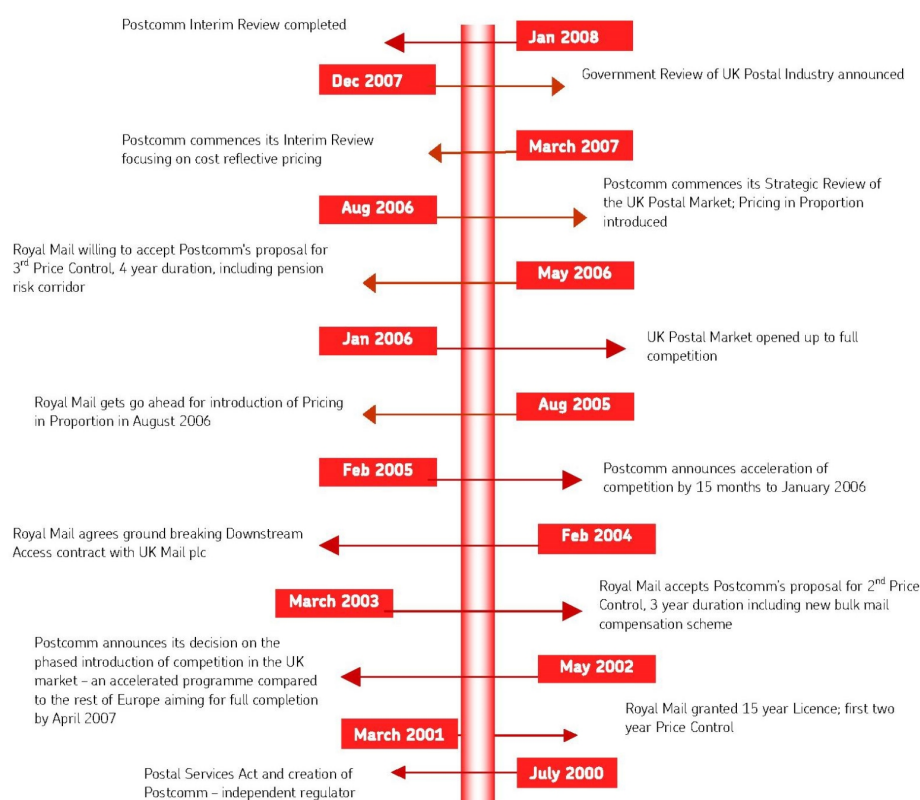 Postcomm Interim Review completed
Jan 2008
Dec 2007
Government Review of UK Postal Industry announced
Postcomm commences its Interim Review
focusing on cost reflective pricing
March 2007
Aug 2006
Postcomm commences its Strategic Review of
the UK Postal Market; Pricing in Proportion
introduced
Royal Mail willing to accept Postcomm's proposal for
3rd Price Control, 4 year duration, including pension
risk corridor
May 2006
Jan 2006
UK Postal Market opened up to full
competition
Royal Mail gets go ahead for introduction of Pricing
in Proportion in August 2006
Aug 2005
Feb 2005
Postcomm announces acceleration of
competition by 15 months to January 2006
Royal Mail agrees ground breaking Downstream
Access contract with UK Mail plc
Feb 2004
March 2003
Royal Mail accepts Postcomm's proposal for 2nd Price
Control, 3 year duration including new bulk mail
compensation scheme
Postcomm announces its decision on the
phased introduction of competition in the UK
market – an accelerated programme compared
to the rest of Europe aiming for full completion
by April 2007
May 2002
March 2001
Royal Mail granted 15 year Licence; first two
year Price Control
Postal Services Act and creation of
Postcomm – independent regulator
July 2000